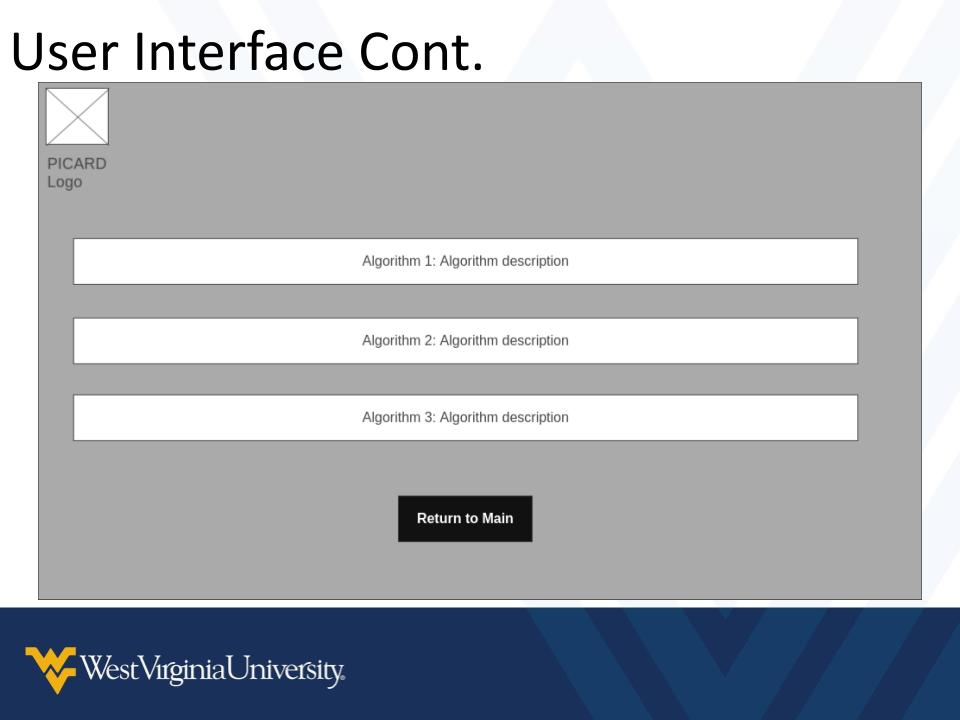 User Interface Cont.
PICARD
Logo
Algorithm 1: Algorithm description
Algorithm 2: Algorithm description
Algorithm 3: Algorithm description
Return to Main
WestVirginiaUniversity®